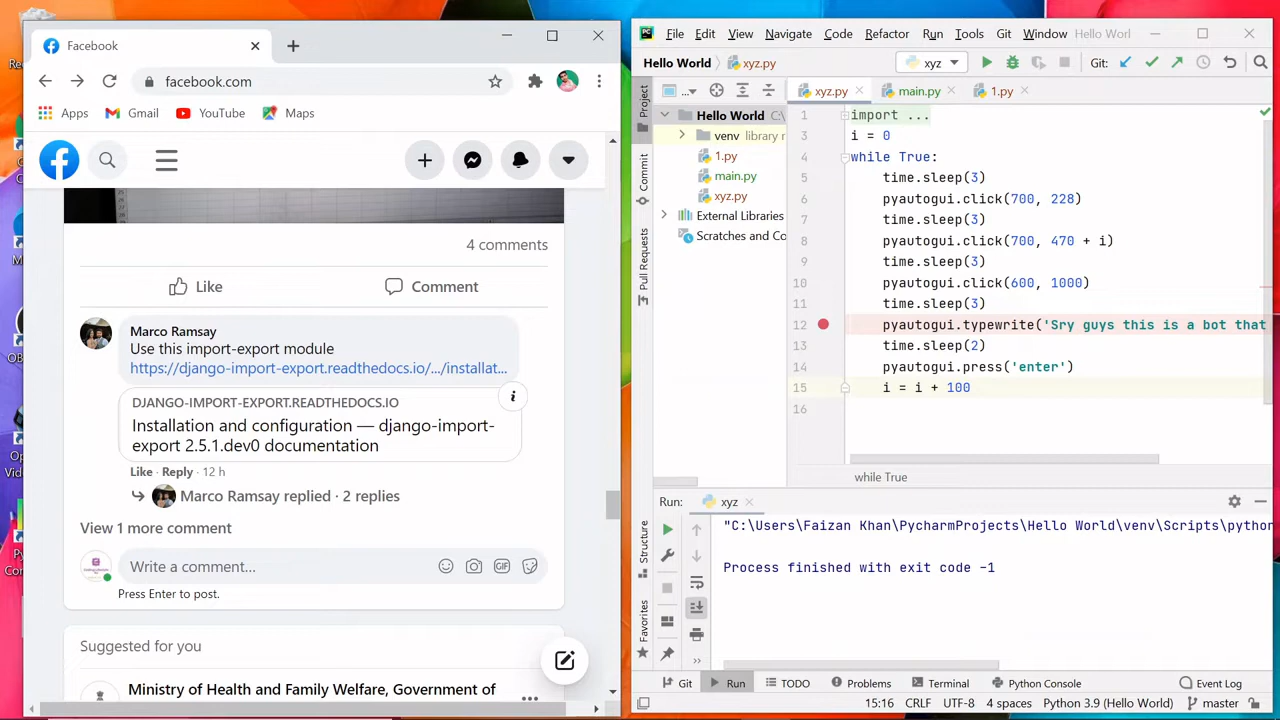 Facebook
facebook.com
Apps
Gmail
YouTube
Maps
4 comments
Like
Comment
Marco Ramsay
Use this import-export module
https://django-import-export.readthedocs.io/.../installat...
DJANGO-IMPORT-EXPORT.READTHEDOCS.IO
Installation and configuration — django-import-
export 2.5.1.dev0 documentation
Like · Reply · 12 h
Marco Ramsay replied · 2 replies
View 1 more comment
Write a comment...
GIF
Press Enter to post.
Suggested for you
Ministry of Health and Family Welfare, Government of
File Edit View Navigate Code Refactor Run Tools Git Window Hello Worl
Hello World
xyz.py
xyz
Git:
Project
Commit
Pull Requests
Structure
Favorites
...
xyz.py
main.py
1.py
Hello World C:\
venv library r
1.py
main.py
xyz.py
External Libraries
Scratches and Co
1 import ...
3 i = 0
4 while True:
5 time.sleep(3)
6 pyautogui.click(700, 228)
7 time.sleep(3)
8 pyautogui.click(700, 470 + i)
9 time.sleep(3)
10 pyautogui.click(600, 1000)
11 time.sleep(3)
12 pyautogui.typewrite('Sry guys this is a bot that
13 time.sleep(2)
14 pyautogui.press('enter')
15 i = i + 100
16
while True
Run:
xyz
"C:\Users\Faizan Khan\PycharmProjects\Hello World\venv\Scripts\python
Process finished with exit code -1
Git
Run
TODO
Problems
Terminal
Python Console
Event Log
15:16 CRLF UTF-8 4 spaces Python 3.9 (Hello World) master